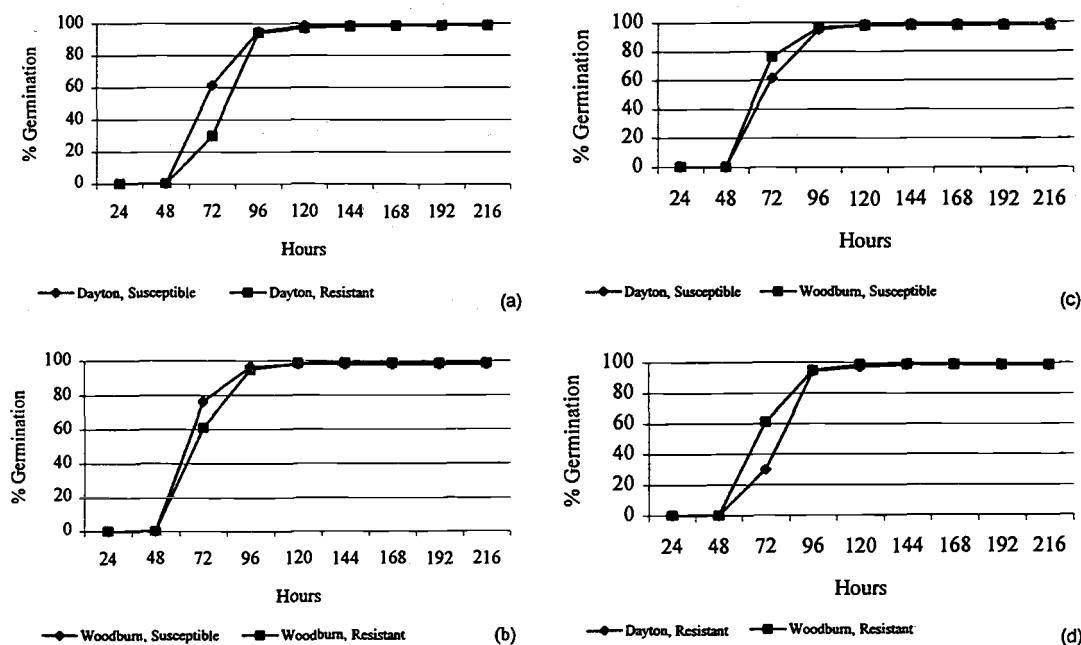 % Germination
100
80
60
40
20
0
24 48 72 96 120 144 168 192 216
Hours
Dayton, Susceptible Dayton, Resistant
(a)
% Germination
100
80
60
40
20
0
24 48 72 96 120 144 168 192 216
Hours
Woodburn, Susceptible Woodburn, Resistant
(b)
% Germination
100
80
60
40
20
0
24 48 72 96 120 144 168 192 216
Hours
Dayton, Susceptible Woodburn, Susceptible
(c)
% Germination
100
80
60
40
20
0
24 48 72 96 120 144 168 192 216
Hours
Dayton, Resistant Woodburn, Resistant
(d)